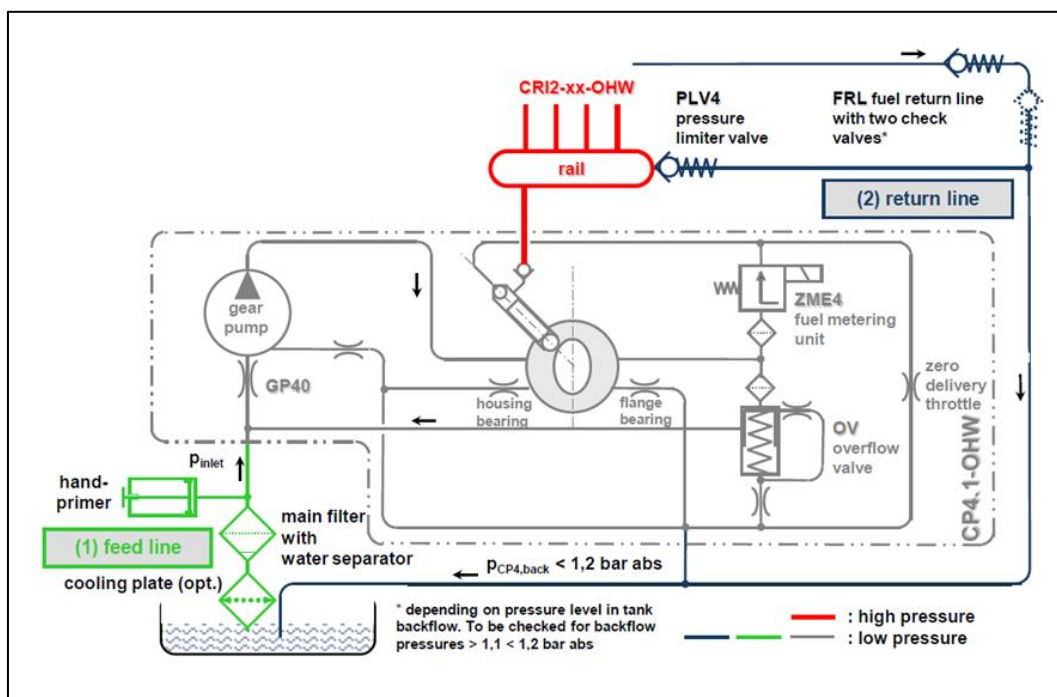 CRI2-xx-OHW
PLV4
pressure
limiter valve
FRL fuel return line
with two check
valves*
rail
(2) return line
gear
pump
ZME4
fuel metering
unit
GP40
housing
bearing
flange
bearing
zero
delivery
throttle
OV
overflow
valve
CP4.1-OHW
pinlet
hand-
primer
main filter
with
water separator
(1) feed line
cooling plate (opt.)
pCP4,back < 1,2 bar abs
* depending on pressure level in tank
backflow. To be checked for backflow
pressures > 1,1 < 1,2 bar abs
: high pressure
: low pressure